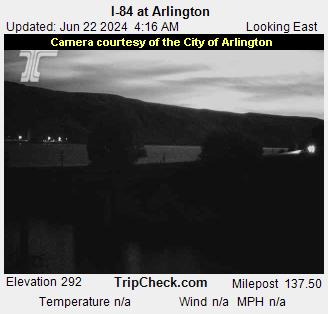 I-84 at Arlington
Updated: Jun 22 2024 4:16 AM Looking East
Camera courtesy of the City of Arlington
Elevation 292 TripCheck.com Milepost 137.50
Temperature n/a Wind n/a MPH n/a